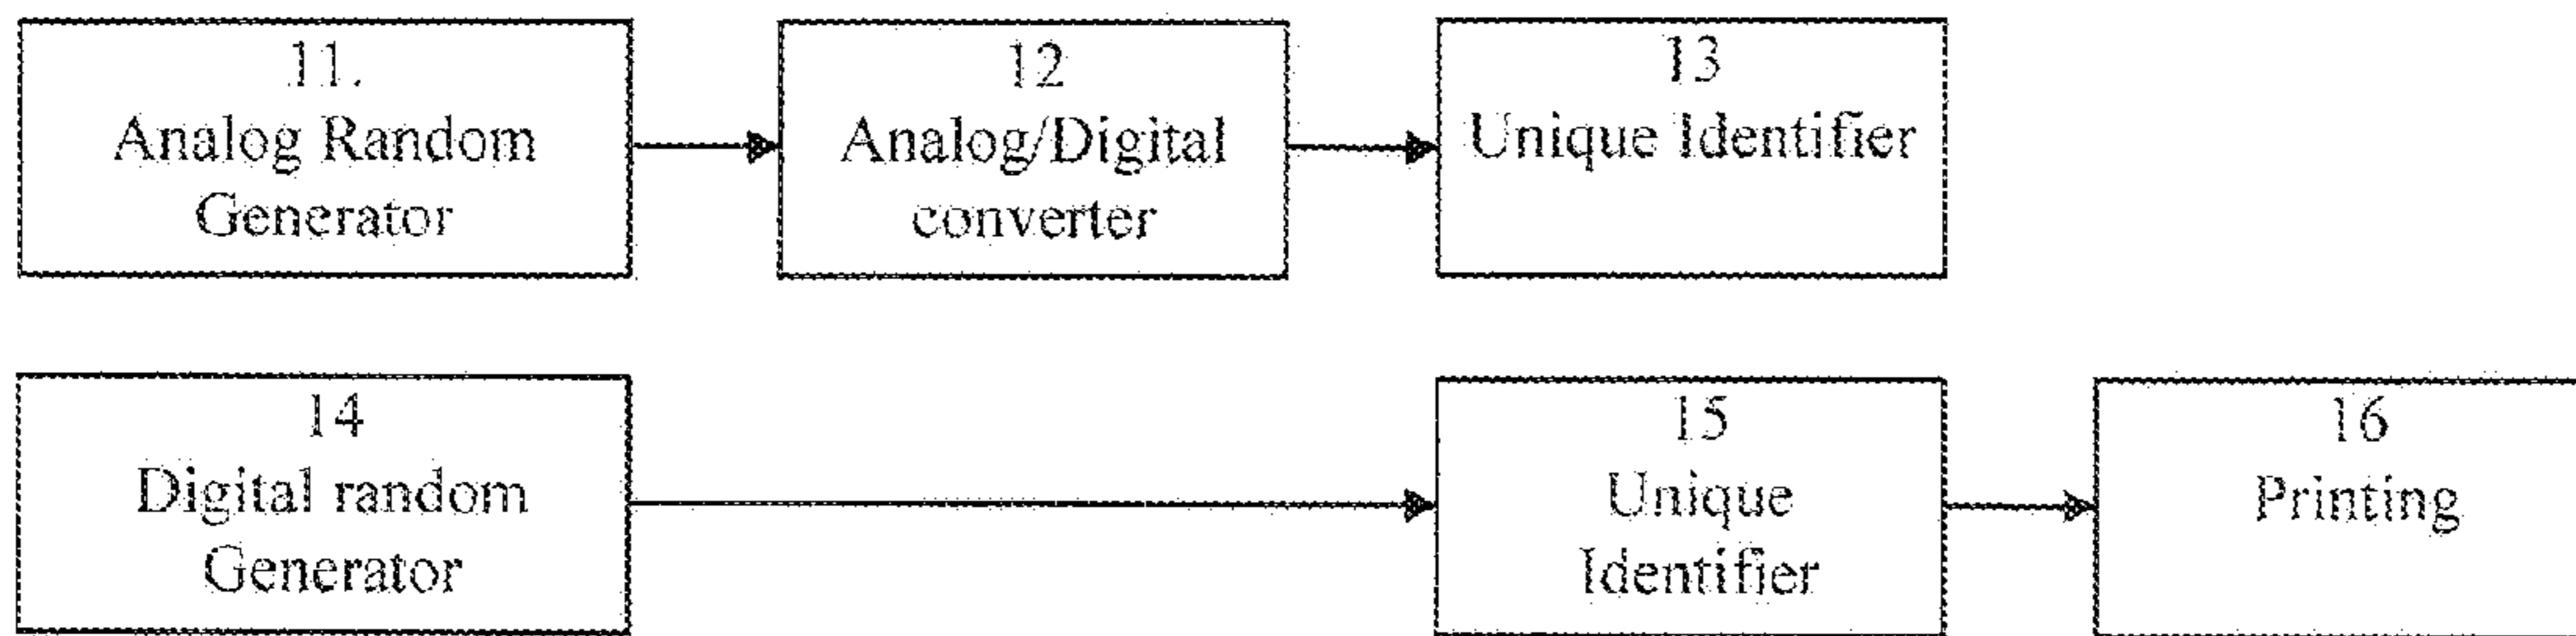 11.
Analog Random
Generator
12
Analog/Digital
converter
13
Unique Identifier
14
Digital random
Generator
15
Unique
Identifier
16
Printing